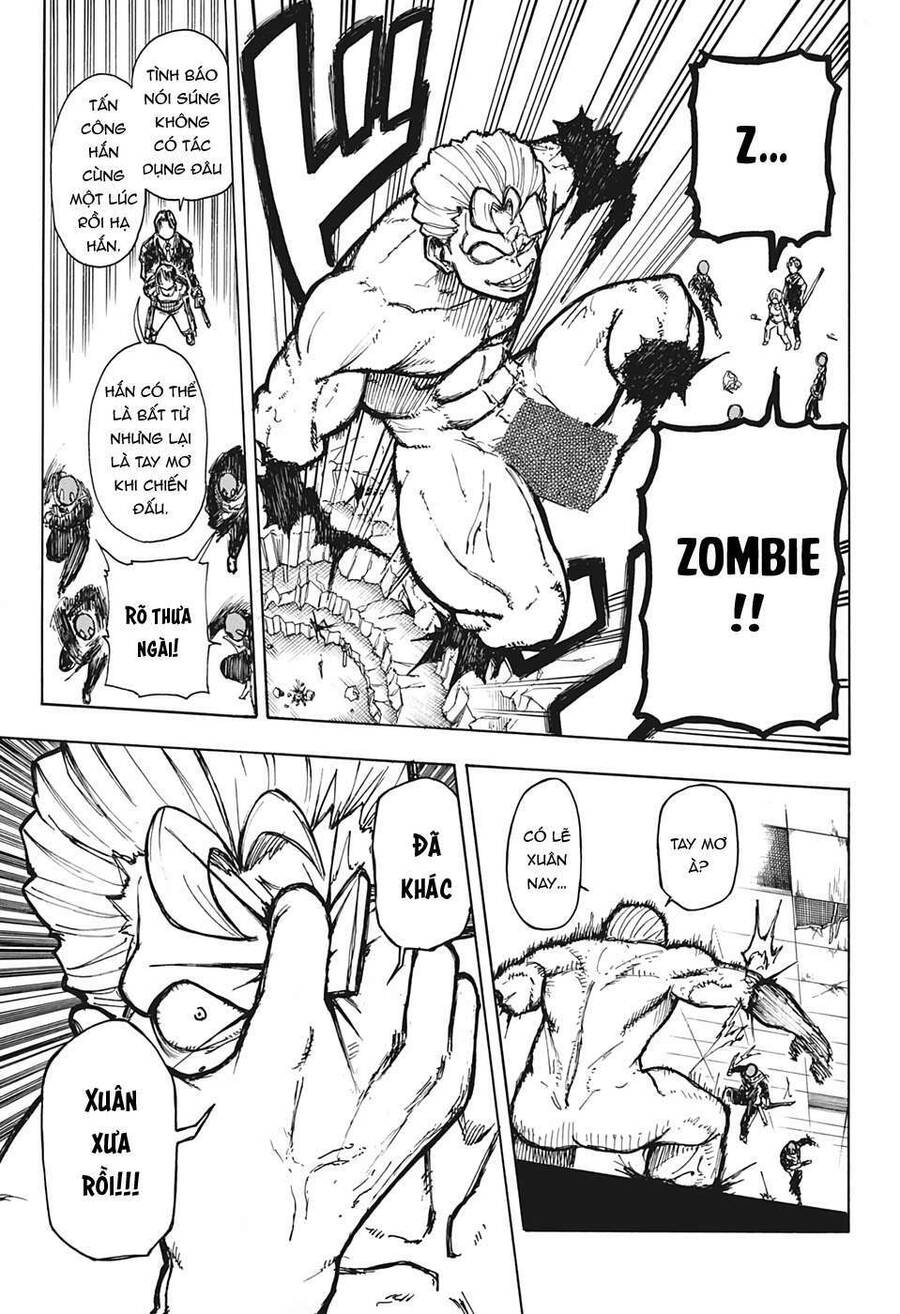 Z...
ZOMBIE
!!
TÌNH BÁO
NÓI SÚNG
KHÔNG
CÓ TÁC
DỤNG ĐÂU
TẤN
CÔNG
HẮN
CÙNG
MỘT LÚC
RỒI HẠ
HẮN.
HẮN CÓ THỂ
LÀ BẤT TỬ
NHƯNG LẠI
LÀ TAY MƠ
KHI CHIẾN
ĐẤU.
RÕ THƯA
NGÀI!
TAY MƠ
À?
CÓ LẼ
XUÂN
NAY...
ĐÃ
KHÁC
XUÂN
XƯA
RỒI!!!